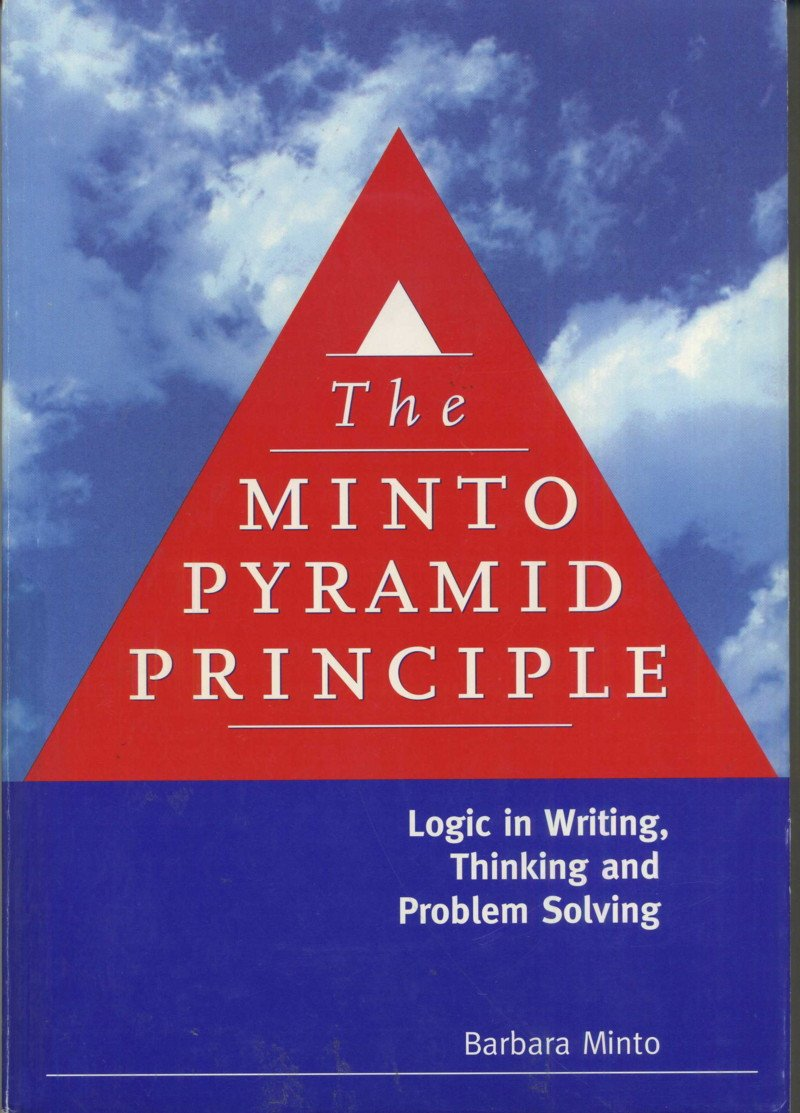 The
MINTO
PYRAMID
PRINCIPLE
Logic in Writing,
Thinking and
Problem Solving
Barbara Minto